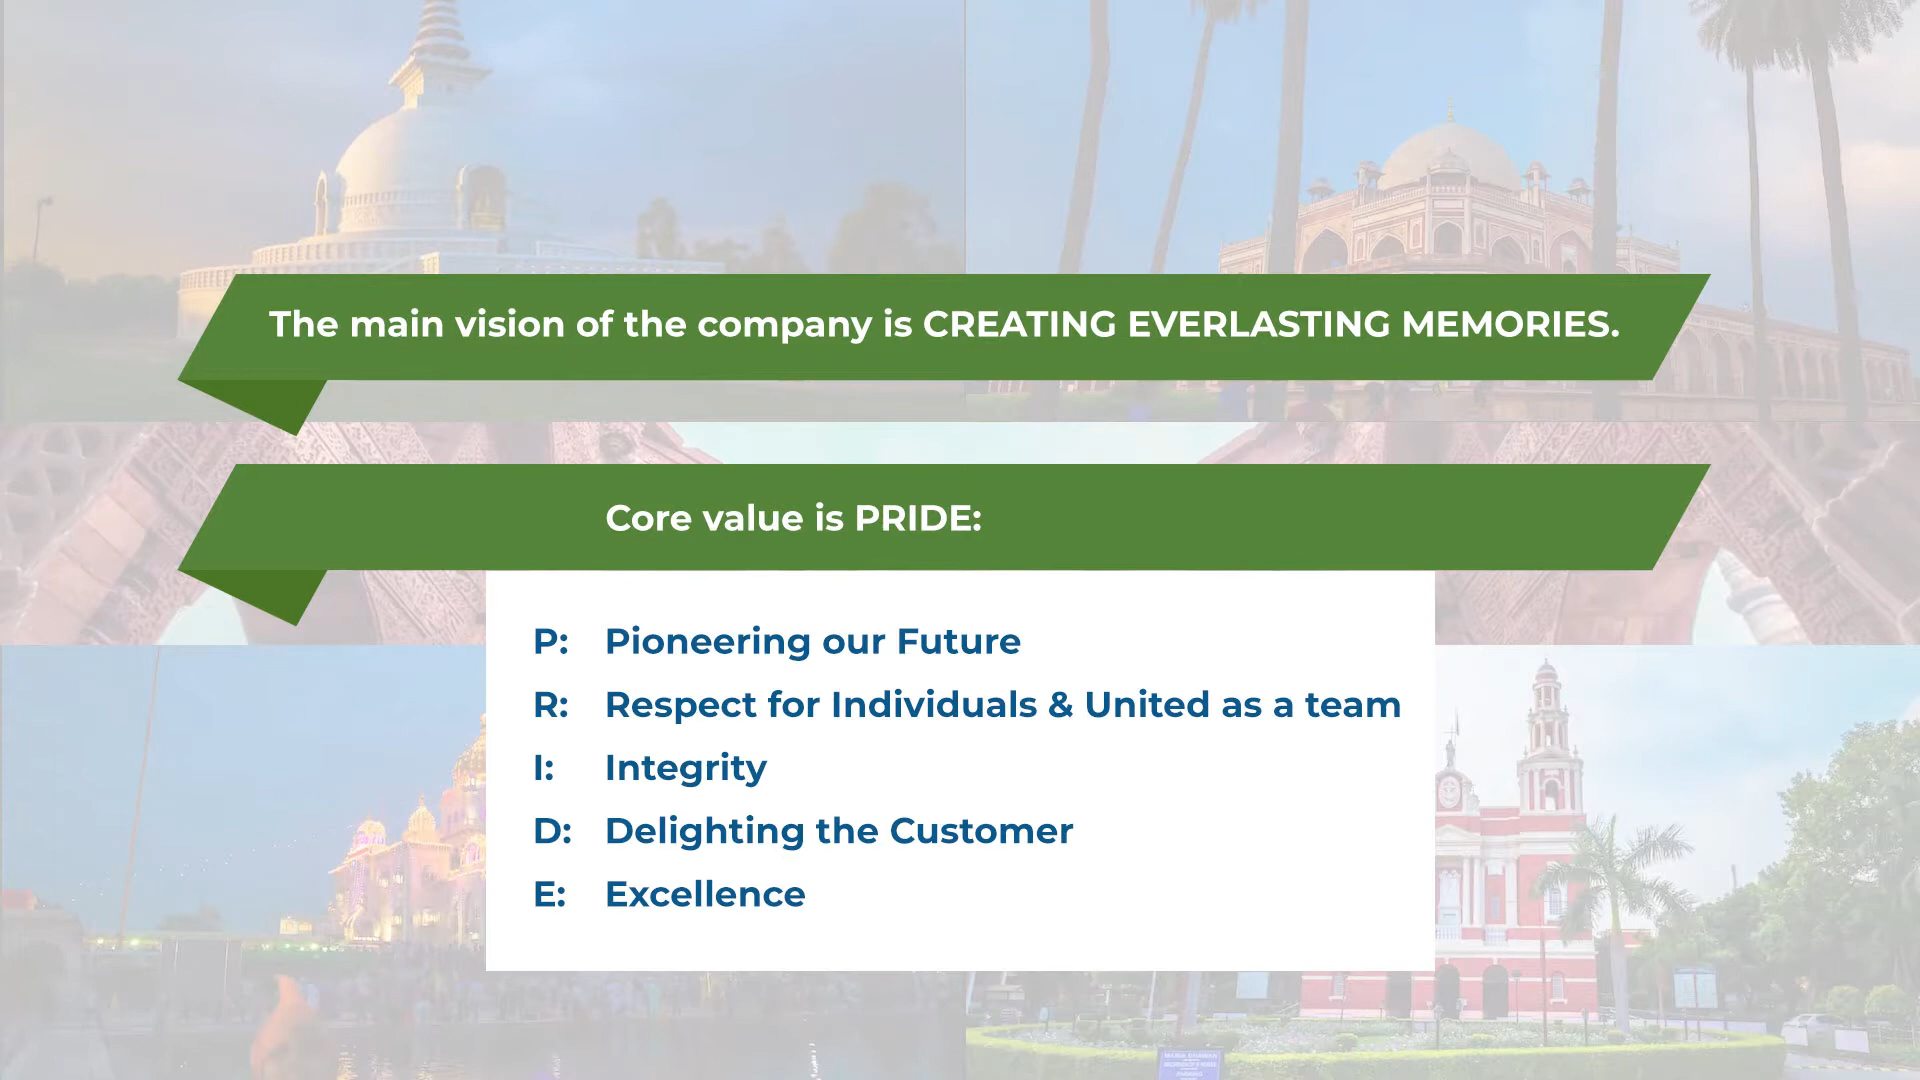 The main vision of the company is CREATING EVERLASTING MEMORIES.
Core value is PRIDE:
P: Pioneering our Future
R: Respect for Individuals & United as a team
I: Integrity
D: Delighting the Customer
E: Excellence